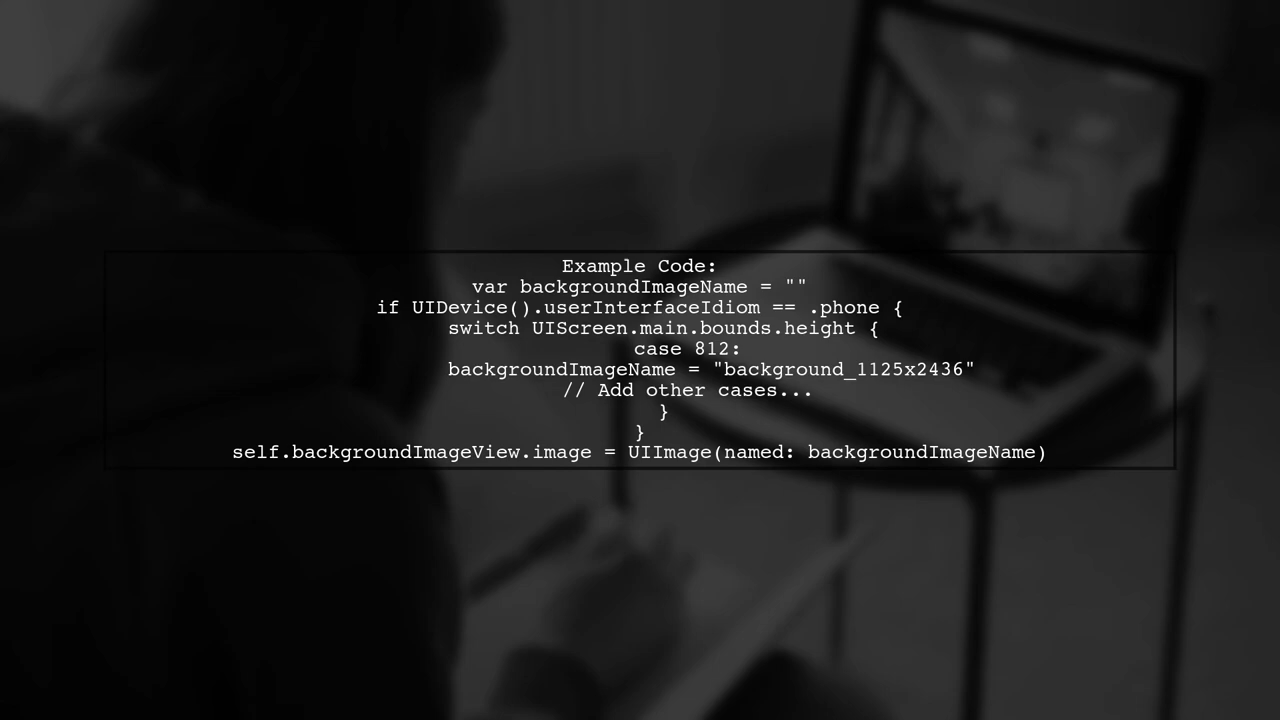 Example Code:
var backgroundImageName = ""
if UIDevice().userInterfaceIdiom == .phone {
switch UIScreen.main.bounds.height {
case 812:
backgroundImageName = "background_1125x2436"
// Add other cases...
}
}
self.backgroundImageView.image = UIImage(named: backgroundImageName)